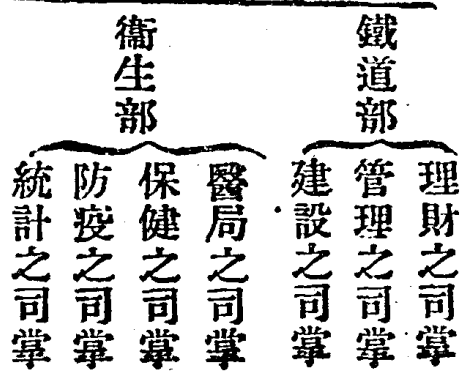 鐵道部
理財之司掌
管理之司掌
建設之司掌
衞生部
醫局之司掌
保健之司掌
防疫之司掌
統計之司掌